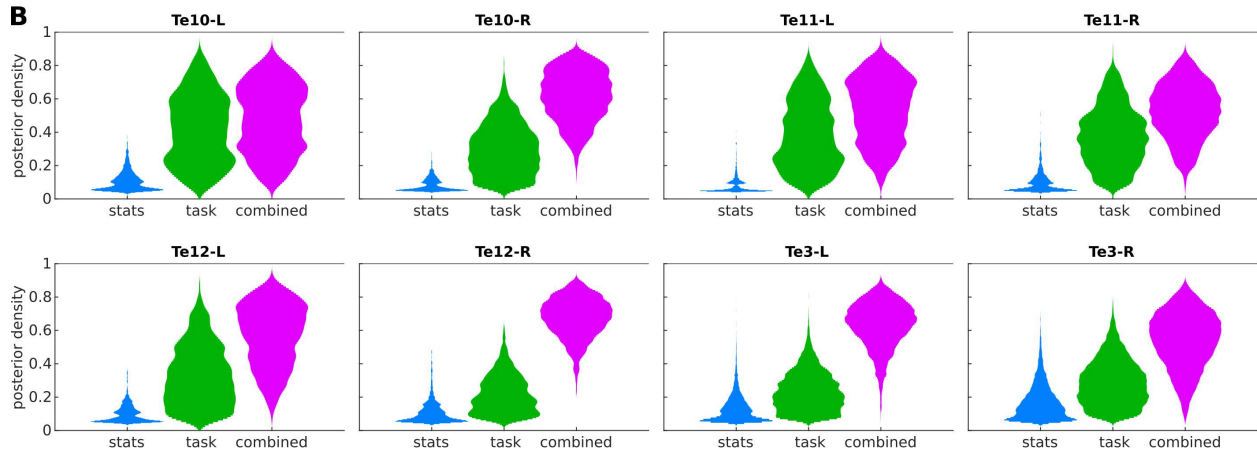 B
Te10-L Te10-R Te11-L Te11-R
posterior density
1
0.8
0.6
0.4
0.2
0
stats task combined stats task combined stats task combined stats task combined
Te12-L Te12-R Te3-L Te3-R
posterior density
1
0.8
0.6
0.4
0.2
0
stats task combined stats task combined stats task combined stats task combined